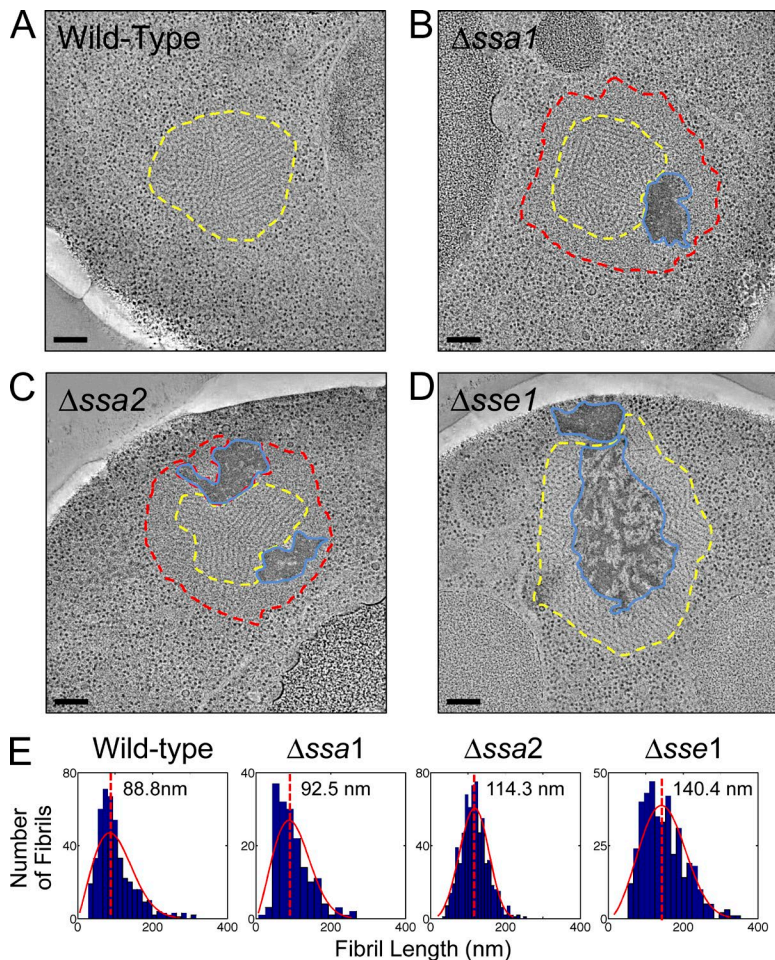 A
Wild-Type
B
Δssa1
C
Δssa2
D
Δsse1
E
Wild-type
Δssa1
Δssa2
Δsse1
Number
of Fibrils
80
40
0
0 200 400
88.8nm
40
20
0
0 200 400
92.5 nm
80
40
0
0 200 400
114.3 nm
50
25
0
0 200 400
140.4 nm
Fibril Length (nm)